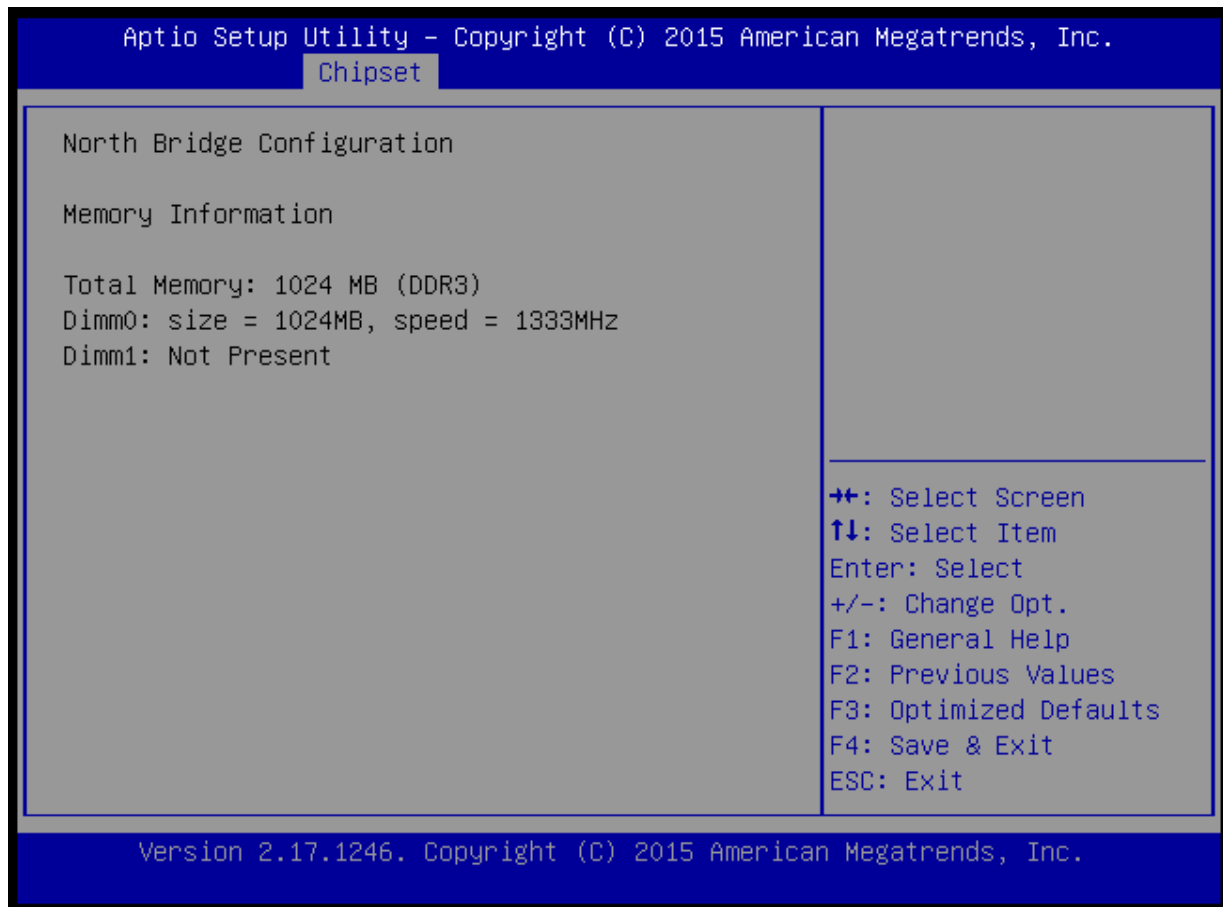 Aptio Setup Utility – Copyright (C) 2015 American Megatrends, Inc.
Chipset
North Bridge Configuration
Memory Information
Total Memory: 1024 MB (DDR3)
Dimm0: size = 1024MB, speed = 1333MHz
Dimm1: Not Present
→←: Select Screen
↑↓: Select Item
Enter: Select
+/-: Change Opt.
F1: General Help
F2: Previous Values
F3: Optimized Defaults
F4: Save & Exit
ESC: Exit
Version 2.17.1246. Copyright (C) 2015 American Megatrends, Inc.